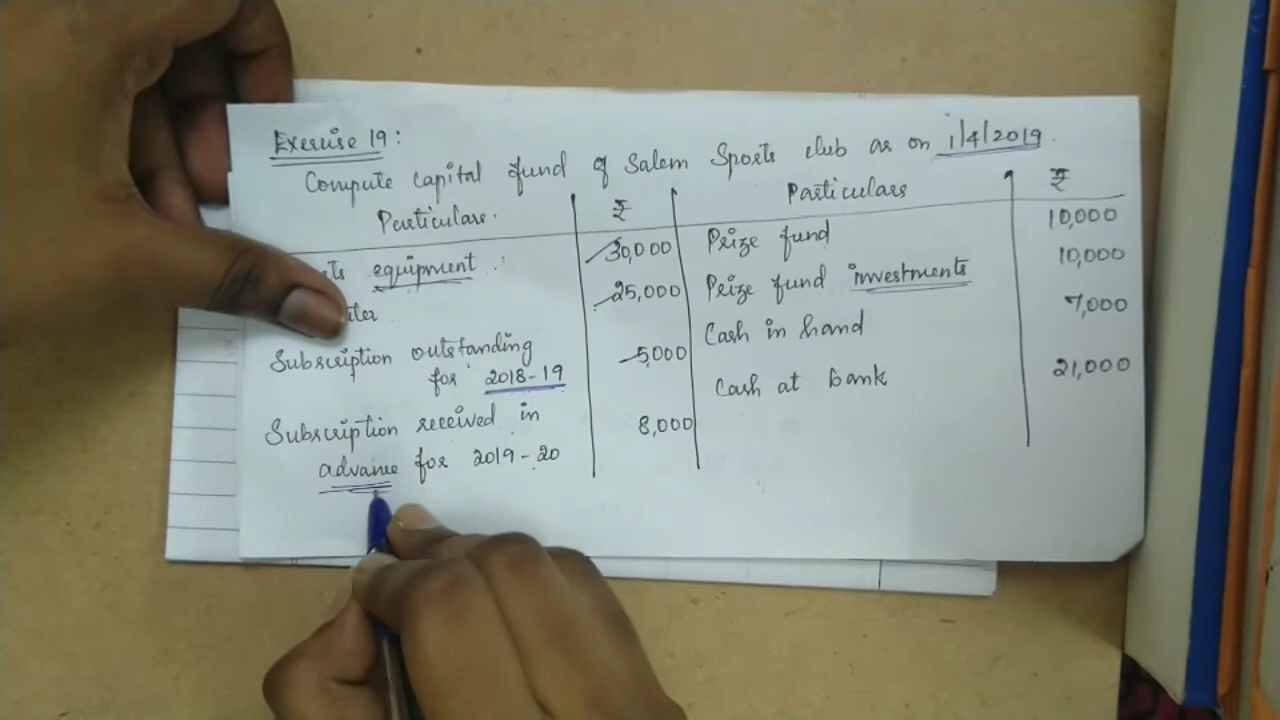 Exercise 19:
Compute capital fund of Salem Sports club as on 1/4/2019.
Particulars. ₹ Particulars ₹
equipment 30,000 Prize fund 10,000
25,000 Prize fund investments 10,000
Subscription outstanding for 2018-19 5,000 Cash in hand 7,000
Subscription received in advance for 2019-20 8,000 Cash at bank 21,000